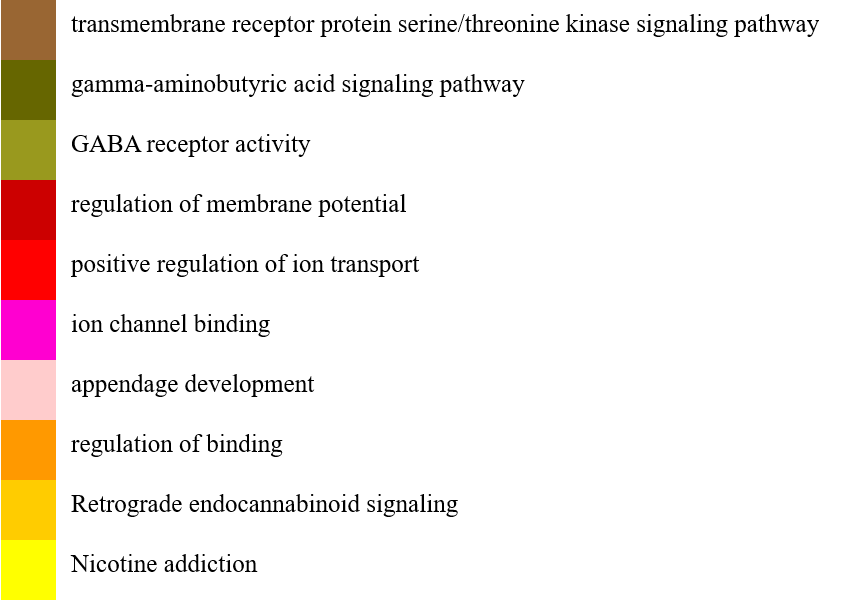 transmembrane receptor protein serine/threonine kinase signaling pathway
gamma-aminobutyric acid signaling pathway
GABA receptor activity
regulation of membrane potential
positive regulation of ion transport
ion channel binding
appendage development
regulation of binding
Retrograde endocannabinoid signaling
Nicotine addiction